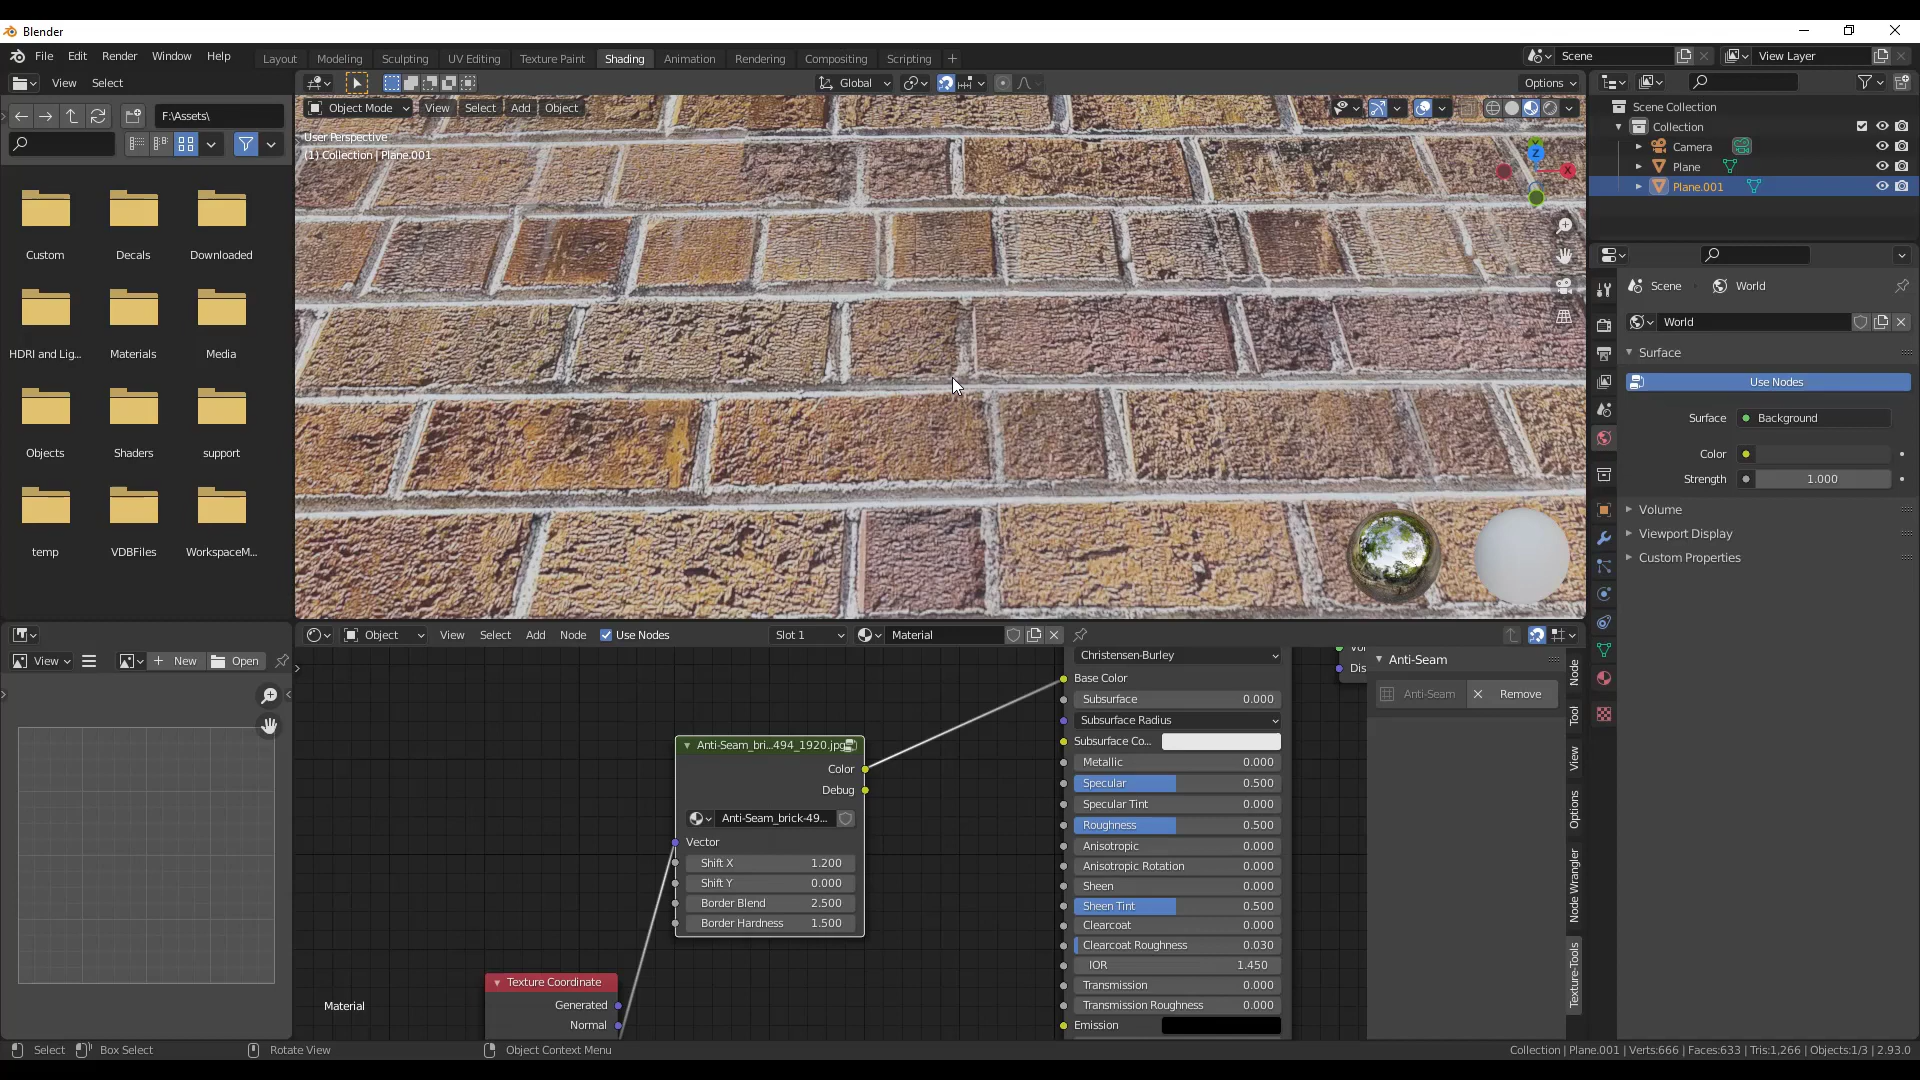 Blender
File Edit Render Window Help
Layout Modeling Sculpting UV Editing Texture Paint Shading Animation Rendering Compositing Scripting +
Scene
View Layer
View Select
Global
Options
F:\Assets\
Object Mode View Select Add Object
User Perspective
(1) Collection | Plane.001
Z
X
Custom Decals Downloaded
HDRI and Lig... Materials Media
Objects Shaders support
temp VDBFiles WorkspaceM...
Scene Collection
Collection
Camera
Plane
Plane.001
Scene World
World
Surface
Use Nodes
Surface Background
Color
Strength 1.000
Volume
Viewport Display
Custom Properties
View New Open
Object View Select Add Node Use Nodes Slot 1 Material
Anti-Seam_bri...494_1920.jpg
Color
Debug
Anti-Seam_brick-49...
Vector
Shift X 1.200
Shift Y 0.000
Border Blend 2.500
Border Hardness 1.500
Texture Coordinate
Generated
Normal
Material
Christensen-Burley
Base Color
Subsurface 0.000
Subsurface Radius
Subsurface Co...
Metallic 0.000
Specular 0.500
Specular Tint 0.000
Roughness 0.500
Anisotropic 0.000
Anisotropic Rotation 0.000
Sheen 0.000
Sheen Tint 0.500
Clearcoat 0.000
Clearcoat Roughness 0.030
IOR 1.450
Transmission 0.000
Transmission Roughness 0.000
Emission
Dis
Anti-Seam
Anti-Seam Remove
Node
Tool
View
Options
Node Wrangler
Texture-Tools
Select Box Select Rotate View Object Context Menu
Collection | Plane.001 | Verts:666 | Faces:633 | Tris:1,266 | Objects:1/3 | 2.93.0